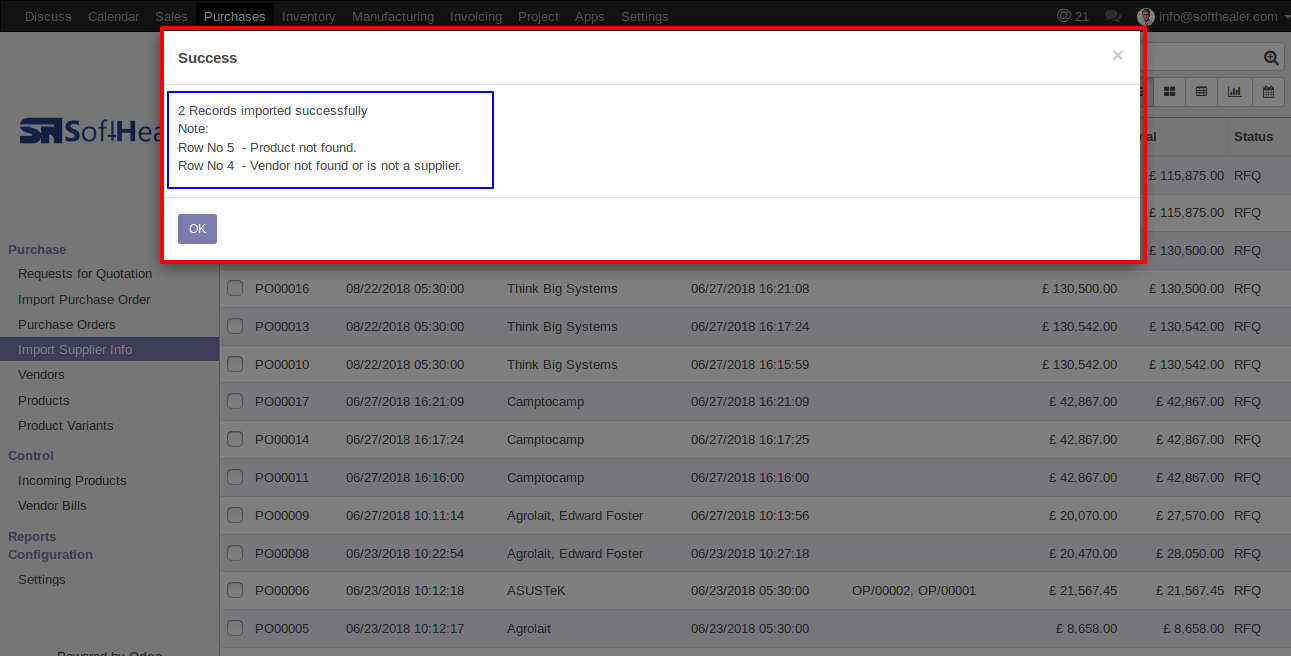 Discuss Calendar Sales Purchases Inventory Manufacturing Invoicing Project Apps Settings @ 21 info@softhealer.com
Success ×
2 Records imported successfully
Note:
Row No 5 - Product not found.
Row No 4 - Vendor not found or is not a supplier.
OK
Status
£ 115,875.00 RFQ
£ 115,875.00 RFQ
£ 130,500.00 RFQ
Purchase
Requests for Quotation
Import Purchase Order
Purchase Orders
Import Supplier Info
Vendors
Products
Product Variants
Control
Incoming Products
Vendor Bills
Reports
Configuration
Settings
Powered by Odoo
PO00016 08/22/2018 05:30:00 Think Big Systems 06/27/2018 16:21:08 £ 130,500.00 £ 130,500.00 RFQ
PO00013 08/22/2018 05:30:00 Think Big Systems 06/27/2018 16:17:24 £ 130,542.00 £ 130,542.00 RFQ
PO00010 08/22/2018 05:30:00 Think Big Systems 06/27/2018 16:15:59 £ 130,542.00 £ 130,542.00 RFQ
PO00017 06/27/2018 16:21:09 Camptocamp 06/27/2018 16:21:09 £ 42,867.00 £ 42,867.00 RFQ
PO00014 06/27/2018 16:17:24 Camptocamp 06/27/2018 16:17:25 £ 42,867.00 £ 42,867.00 RFQ
PO00011 06/27/2018 16:16:00 Camptocamp 06/27/2018 16:16:00 £ 42,867.00 £ 42,867.00 RFQ
PO00009 06/27/2018 10:11:14 Agrolait, Edward Foster 06/27/2018 10:13:56 £ 20,070.00 £ 27,570.00 RFQ
PO00008 06/23/2018 10:22:54 Agrolait, Edward Foster 06/23/2018 10:27:18 £ 20,470.00 £ 28,050.00 RFQ
PO00006 06/23/2018 10:12:18 ASUSTeK 06/23/2018 05:30:00 OP/00002, OP/00001 £ 21,567.45 £ 21,567.45 RFQ
PO00005 06/23/2018 10:12:17 Agrolait 06/23/2018 05:30:00 £ 8,658.00 £ 8,658.00 RFQ